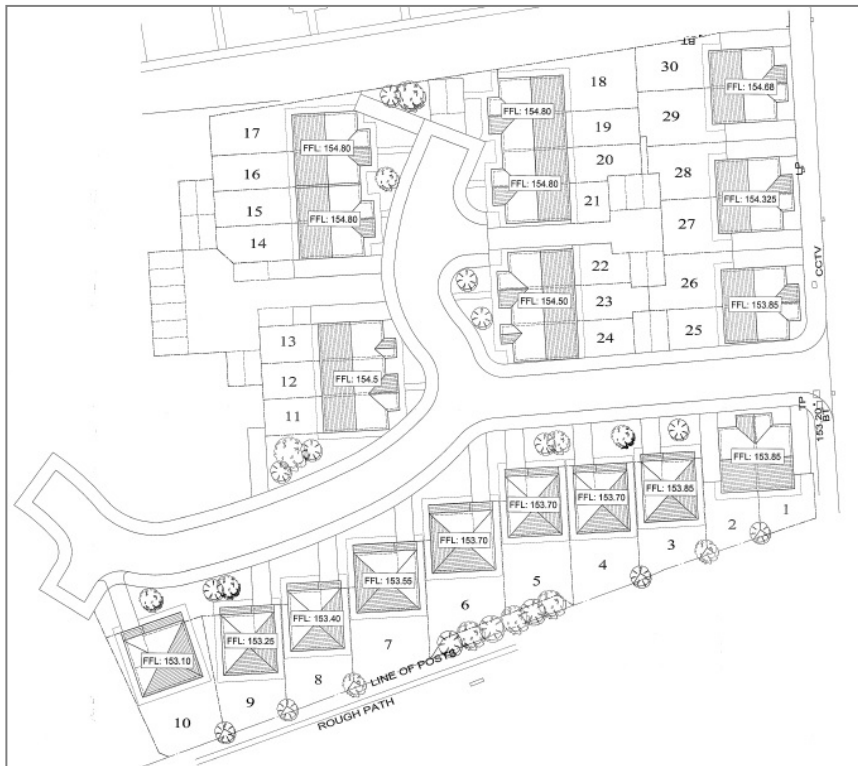 BT
30
18
FFL: 154.68
FFL: 154.80
29
17
19
FFL: 154.80
20
16
28
LP
FFL: 154.80
FFL: 154.325
15
FFL: 154.80
21
27
14
CCTV
22
26
FFL: 154.50
23
FFL: 153.85
24
25
13
12
FFL: 154.5
11
TP
153.20
BT
FFL: 153.85
FFL: 153.85
FFL: 153.70
FFL: 153.70
1
2
3
FFL: 153.70
4
5
FFL: 153.55
6
FFL: 153.40
7
FFL: 153.25
FFL: 153.10
8
9
10
LINE OF POSTS
ROUGH PATH